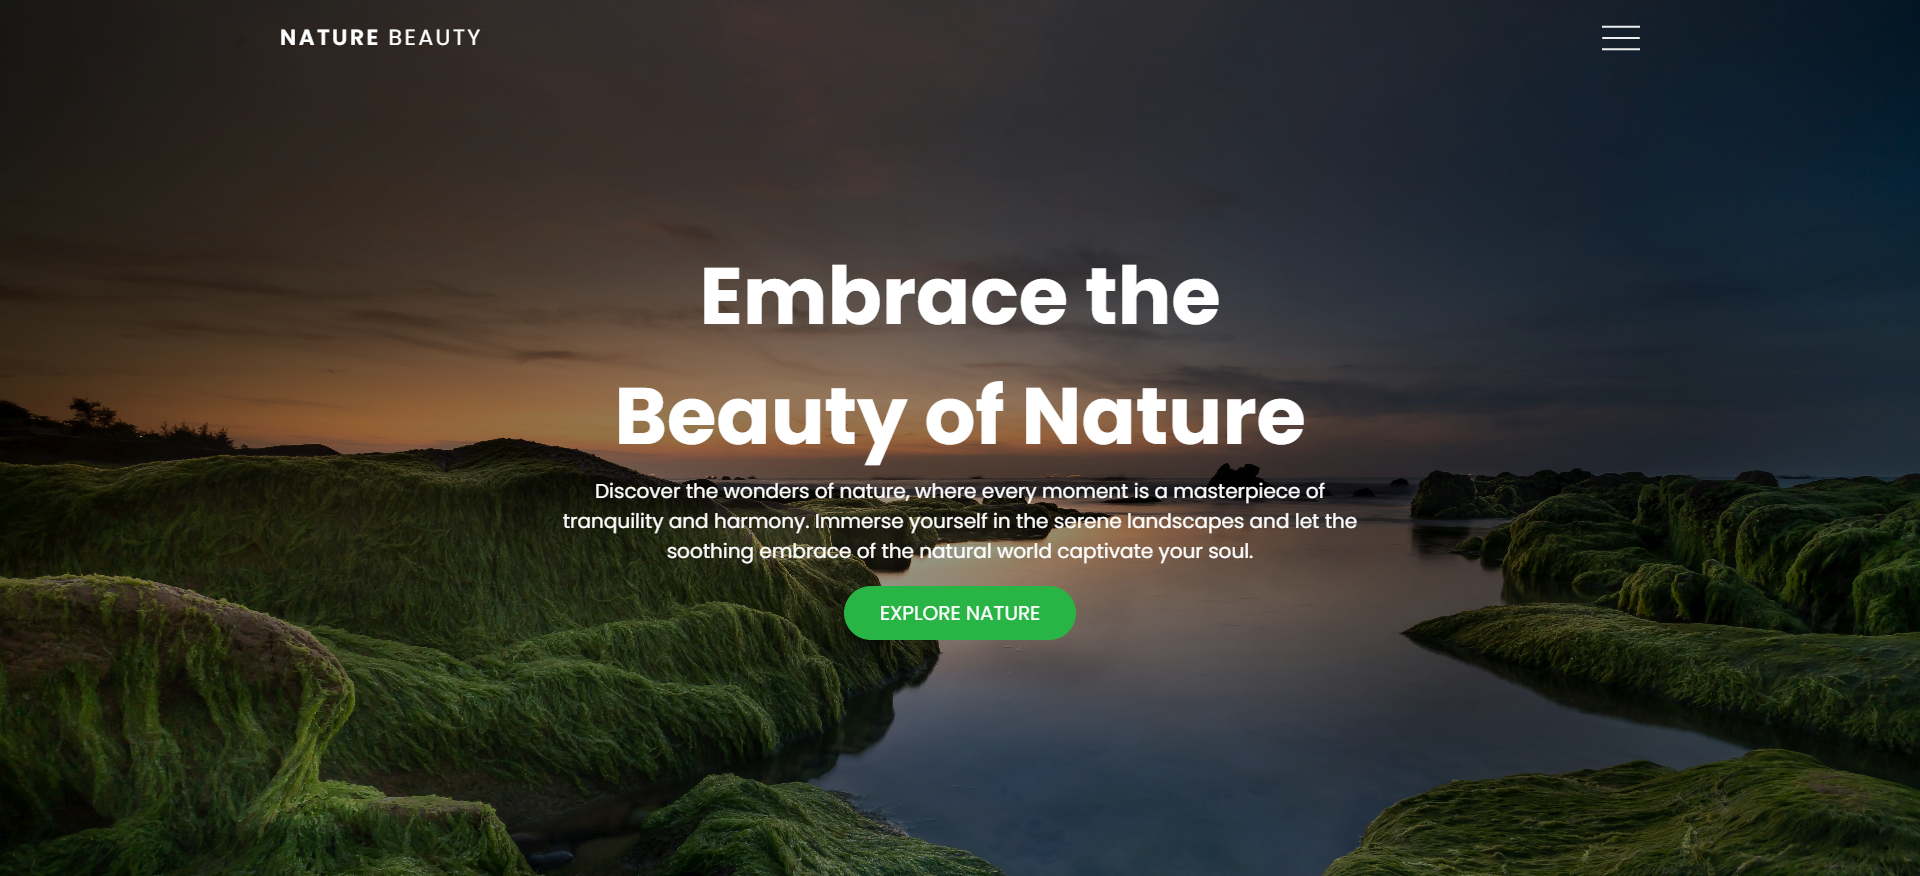 NATURE BEAUTY
Embrace the
Beauty of Nature
Discover the wonders of nature, where every moment is a masterpiece of
tranquility and harmony. Immerse yourself in the serene landscapes and let the
soothing embrace of the natural world captivate your soul.
EXPLORE NATURE